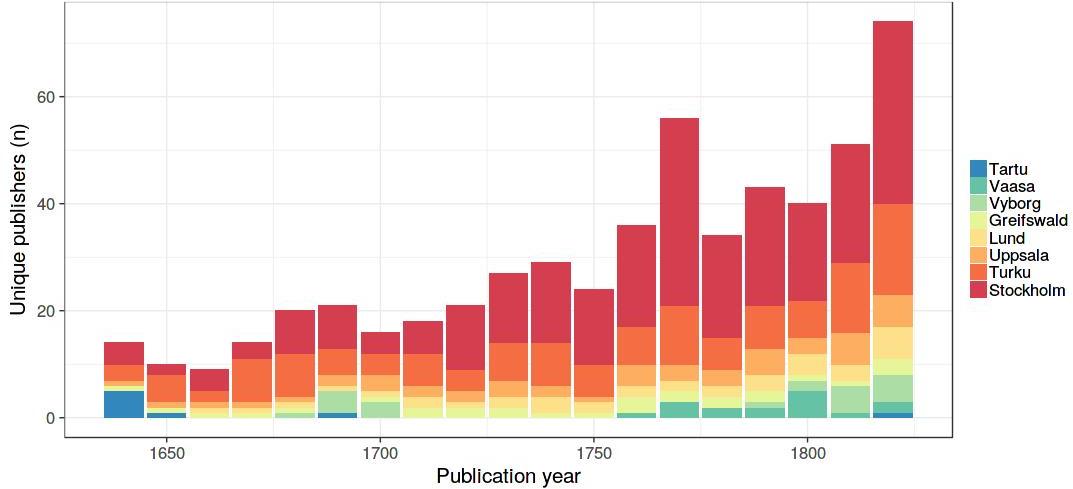 Unique publishers (n)
60
40
20
0
1650
1700
1750
1800
Publication year
Tartu
Vaasa
Vyborg
Greifswald
Lund
Uppsala
Turku
Stockholm